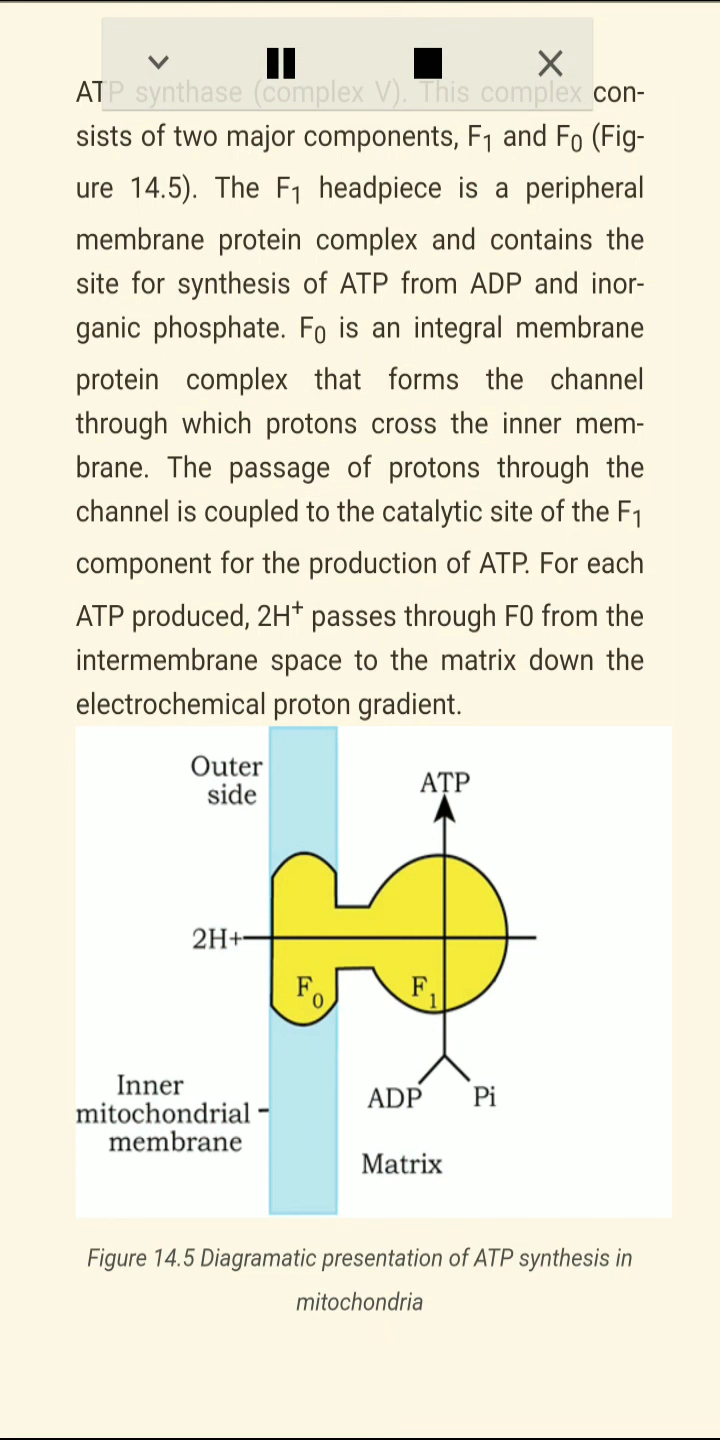 ATP synthase (complex V). This complex con-
sists of two major components, F₁ and F₀ (Fig-
ure 14.5). The F₁ headpiece is a peripheral
membrane protein complex and contains the
site for synthesis of ATP from ADP and inor-
ganic phosphate. F₀ is an integral membrane
protein complex that forms the channel
through which protons cross the inner mem-
brane. The passage of protons through the
channel is coupled to the catalytic site of the F₁
component for the production of ATP. For each
ATP produced, 2H⁺ passes through F0 from the
intermembrane space to the matrix down the
electrochemical proton gradient.
Outer
side
ATP
2H+
F₀
F₁
Inner
mitochondrial
membrane
ADP
Pi
Matrix
Figure 14.5 Diagramatic presentation of ATP synthesis in
mitochondria